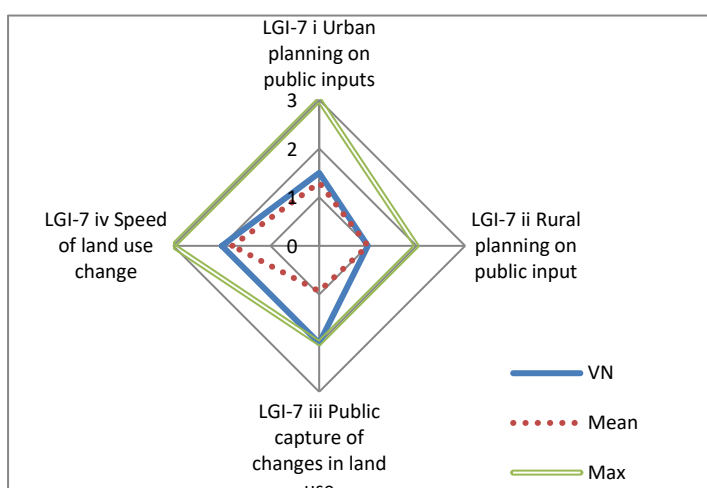 LGI-7 i Urban
planning on
public inputs
3
2
1
0
LGI-7 iv Speed
of land use
change
LGI-7 ii Rural
planning on
public input
LGI-7 iii Public
capture of
changes in land
use
VN
Mean
Max